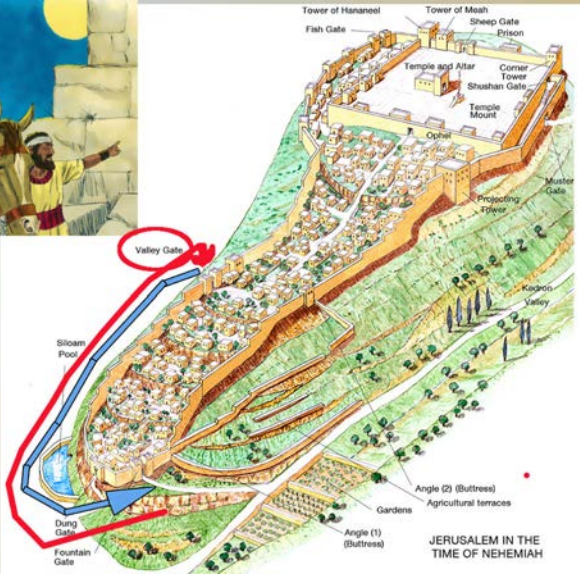 Tower of Hananeel
Tower of Meah
Sheep Gate
Prison
Fish Gate
Temple and Altar
Corner
Tower
Shushan Gate
Temple
Mount
Ophel
Muster
Gate
Projecting
Tower
Valley Gate
Kedron
Valley
Siloam
Pool
Angle (2) (Buttress)
Agricultural terraces
Gardens
Dung
Gate
Angle (1)
(Buttress)
Fountain
Gate
JERUSALEM IN THE
TIME OF NEHEMIAH